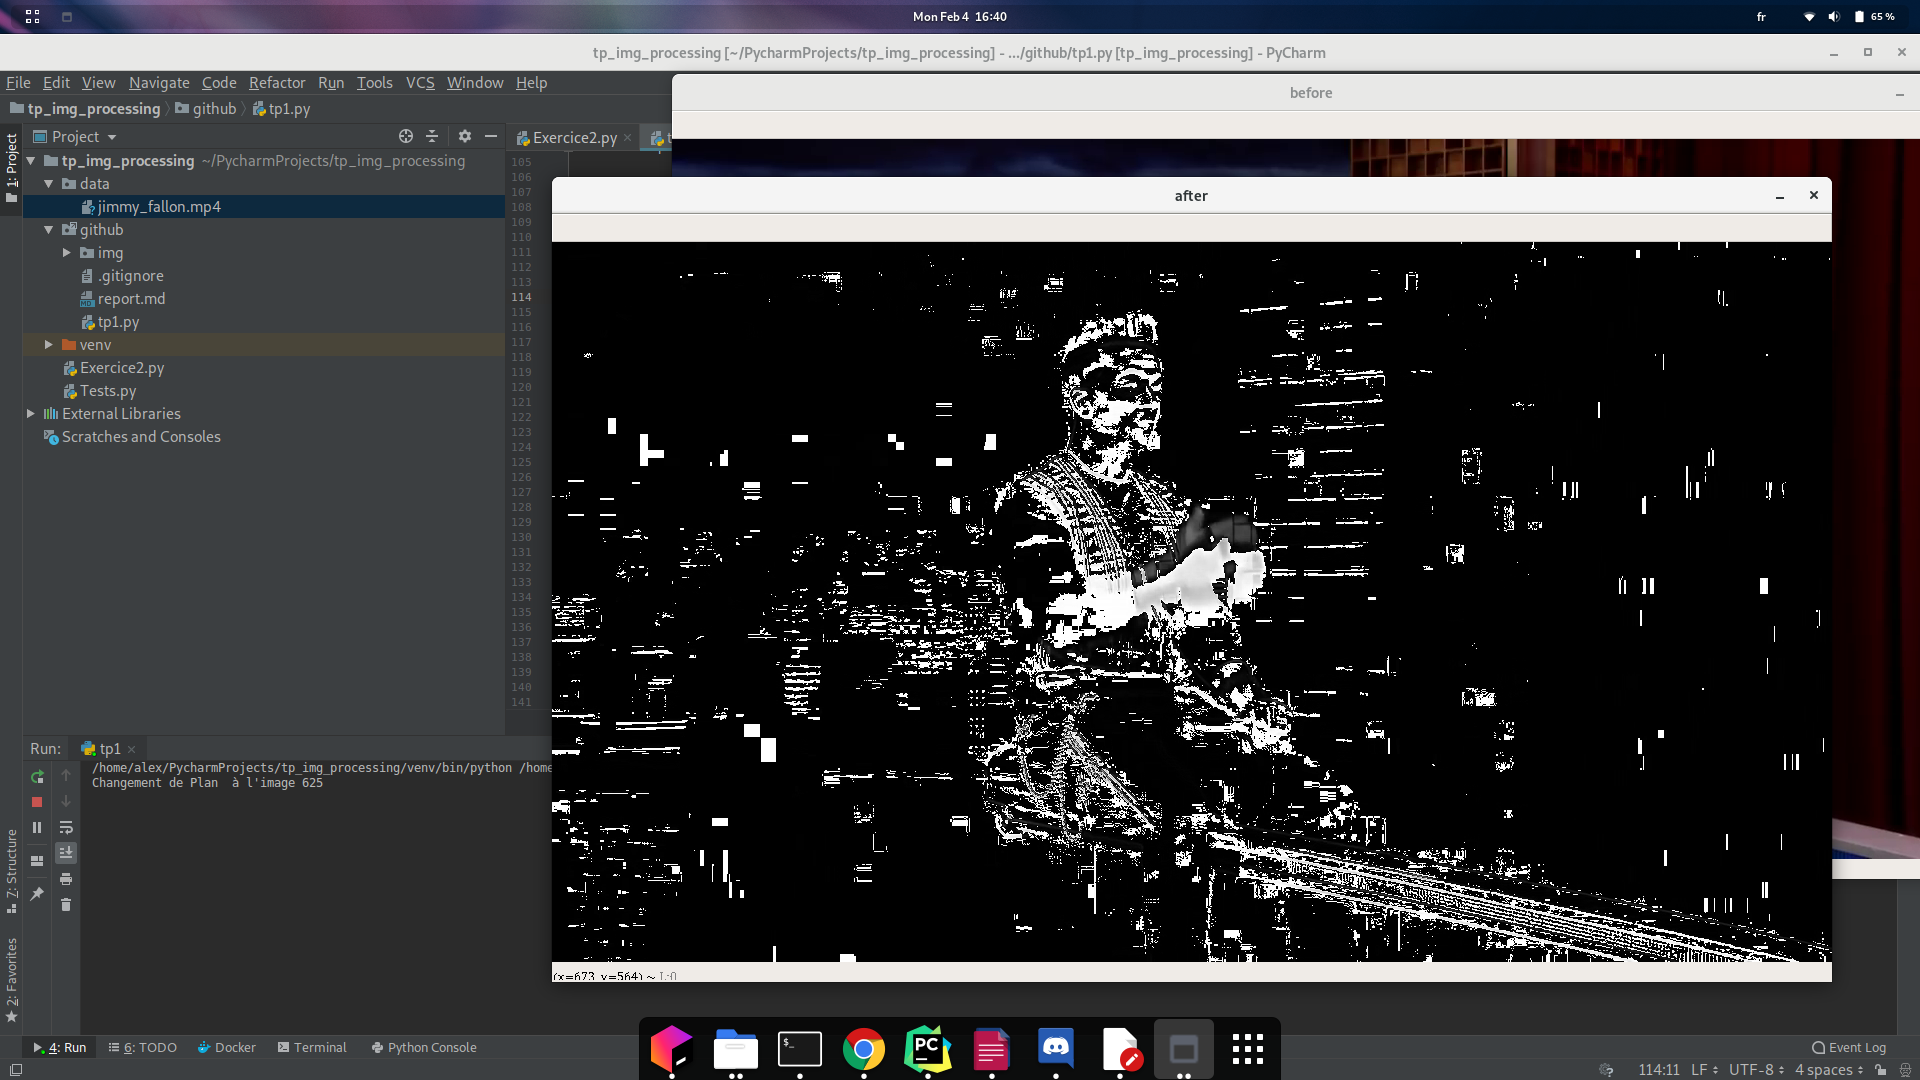 Mon Feb 4 16:40
fr
65 %
tp_img_processing [~/PycharmProjects/tp_img_processing] - .../github/tp1.py [tp_img_processing] - PyCharm
File Edit View Navigate Code Refactor Run Tools VCS Window Help
before
tp_img_processing github tp1.py
1: Project
Project
Exercice2.py
tp_img_processing ~/PycharmProjects/tp_img_processing
data
jimmy_fallon.mp4
github
img
.gitignore
report.md
tp1.py
venv
Exercice2.py
Tests.py
External Libraries
Scratches and Consoles
105
106
107
108
109
110
111
112
113
114
115
116
117
118
119
120
121
122
123
124
125
126
127
128
129
130
131
132
133
134
135
136
137
138
139
140
141
after
(x=673, y=564) ~ L:0
Run: tp1
/home/alex/PycharmProjects/tp_img_processing/venv/bin/python /home
Changement de Plan à l'image 625
7: Structure
2: Favorites
4: Run 6: TODO Docker Terminal Python Console
Event Log
114:11 LF UTF-8 4 spaces
$_
PC